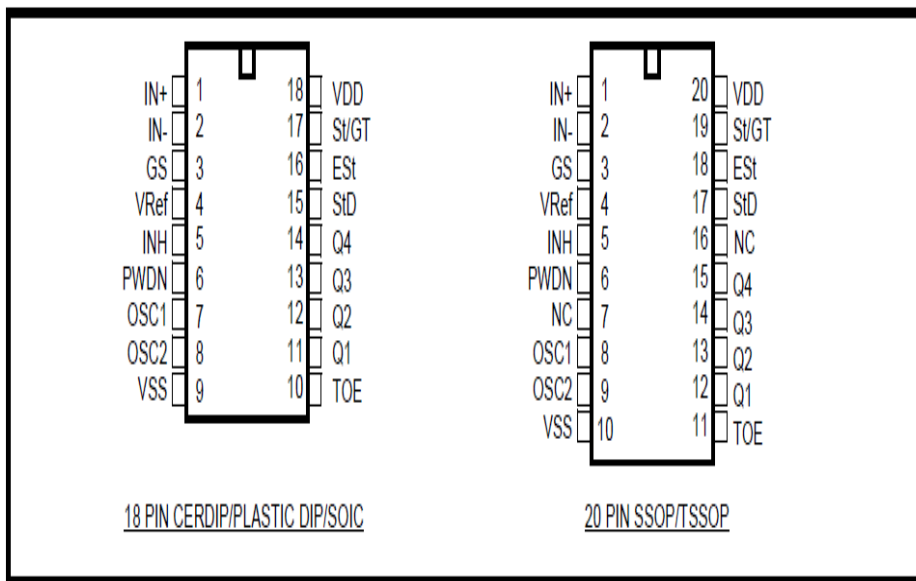 IN+ 1 18 VDD
IN- 2 17 St/GT
GS 3 16 ESt
VRef 4 15 StD
INH 5 14 Q4
PWDN 6 13 Q3
OSC1 7 12 Q2
OSC2 8 11 Q1
VSS 9 10 TOE
18 PIN CERDIP/PLASTIC DIP/SOIC
IN+ 1 20 VDD
IN- 2 19 St/GT
GS 3 18 ESt
VRef 4 17 StD
INH 5 16 NC
PWDN 6 15 Q4
NC 7 14 Q3
OSC1 8 13 Q2
OSC2 9 12 Q1
VSS 10 11 TOE
20 PIN SSOP/TSSOP